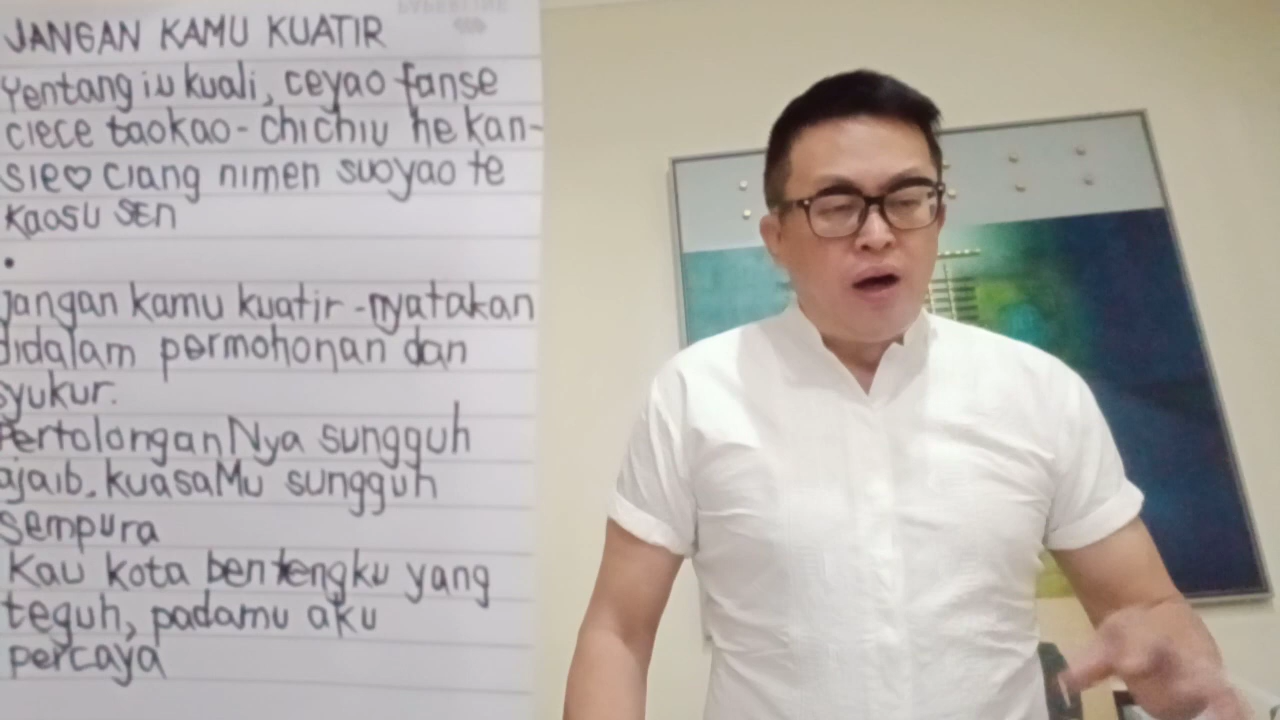 JANGAN KAMU KUATIR
Yentang iu kuali, ceyao fanse
ciece taokao - chichiu he kan-
sie♡ ciang nimen suoyao te
kaosu sen
•
jangan kamu kuatir - nyatakan
didalam permohonan dan
syukur.
PertolonganNya sungguh
ajaib, kuasaMu sungguh
sempura
Kau kota bentengku yang
teguh, padamu aku
percaya